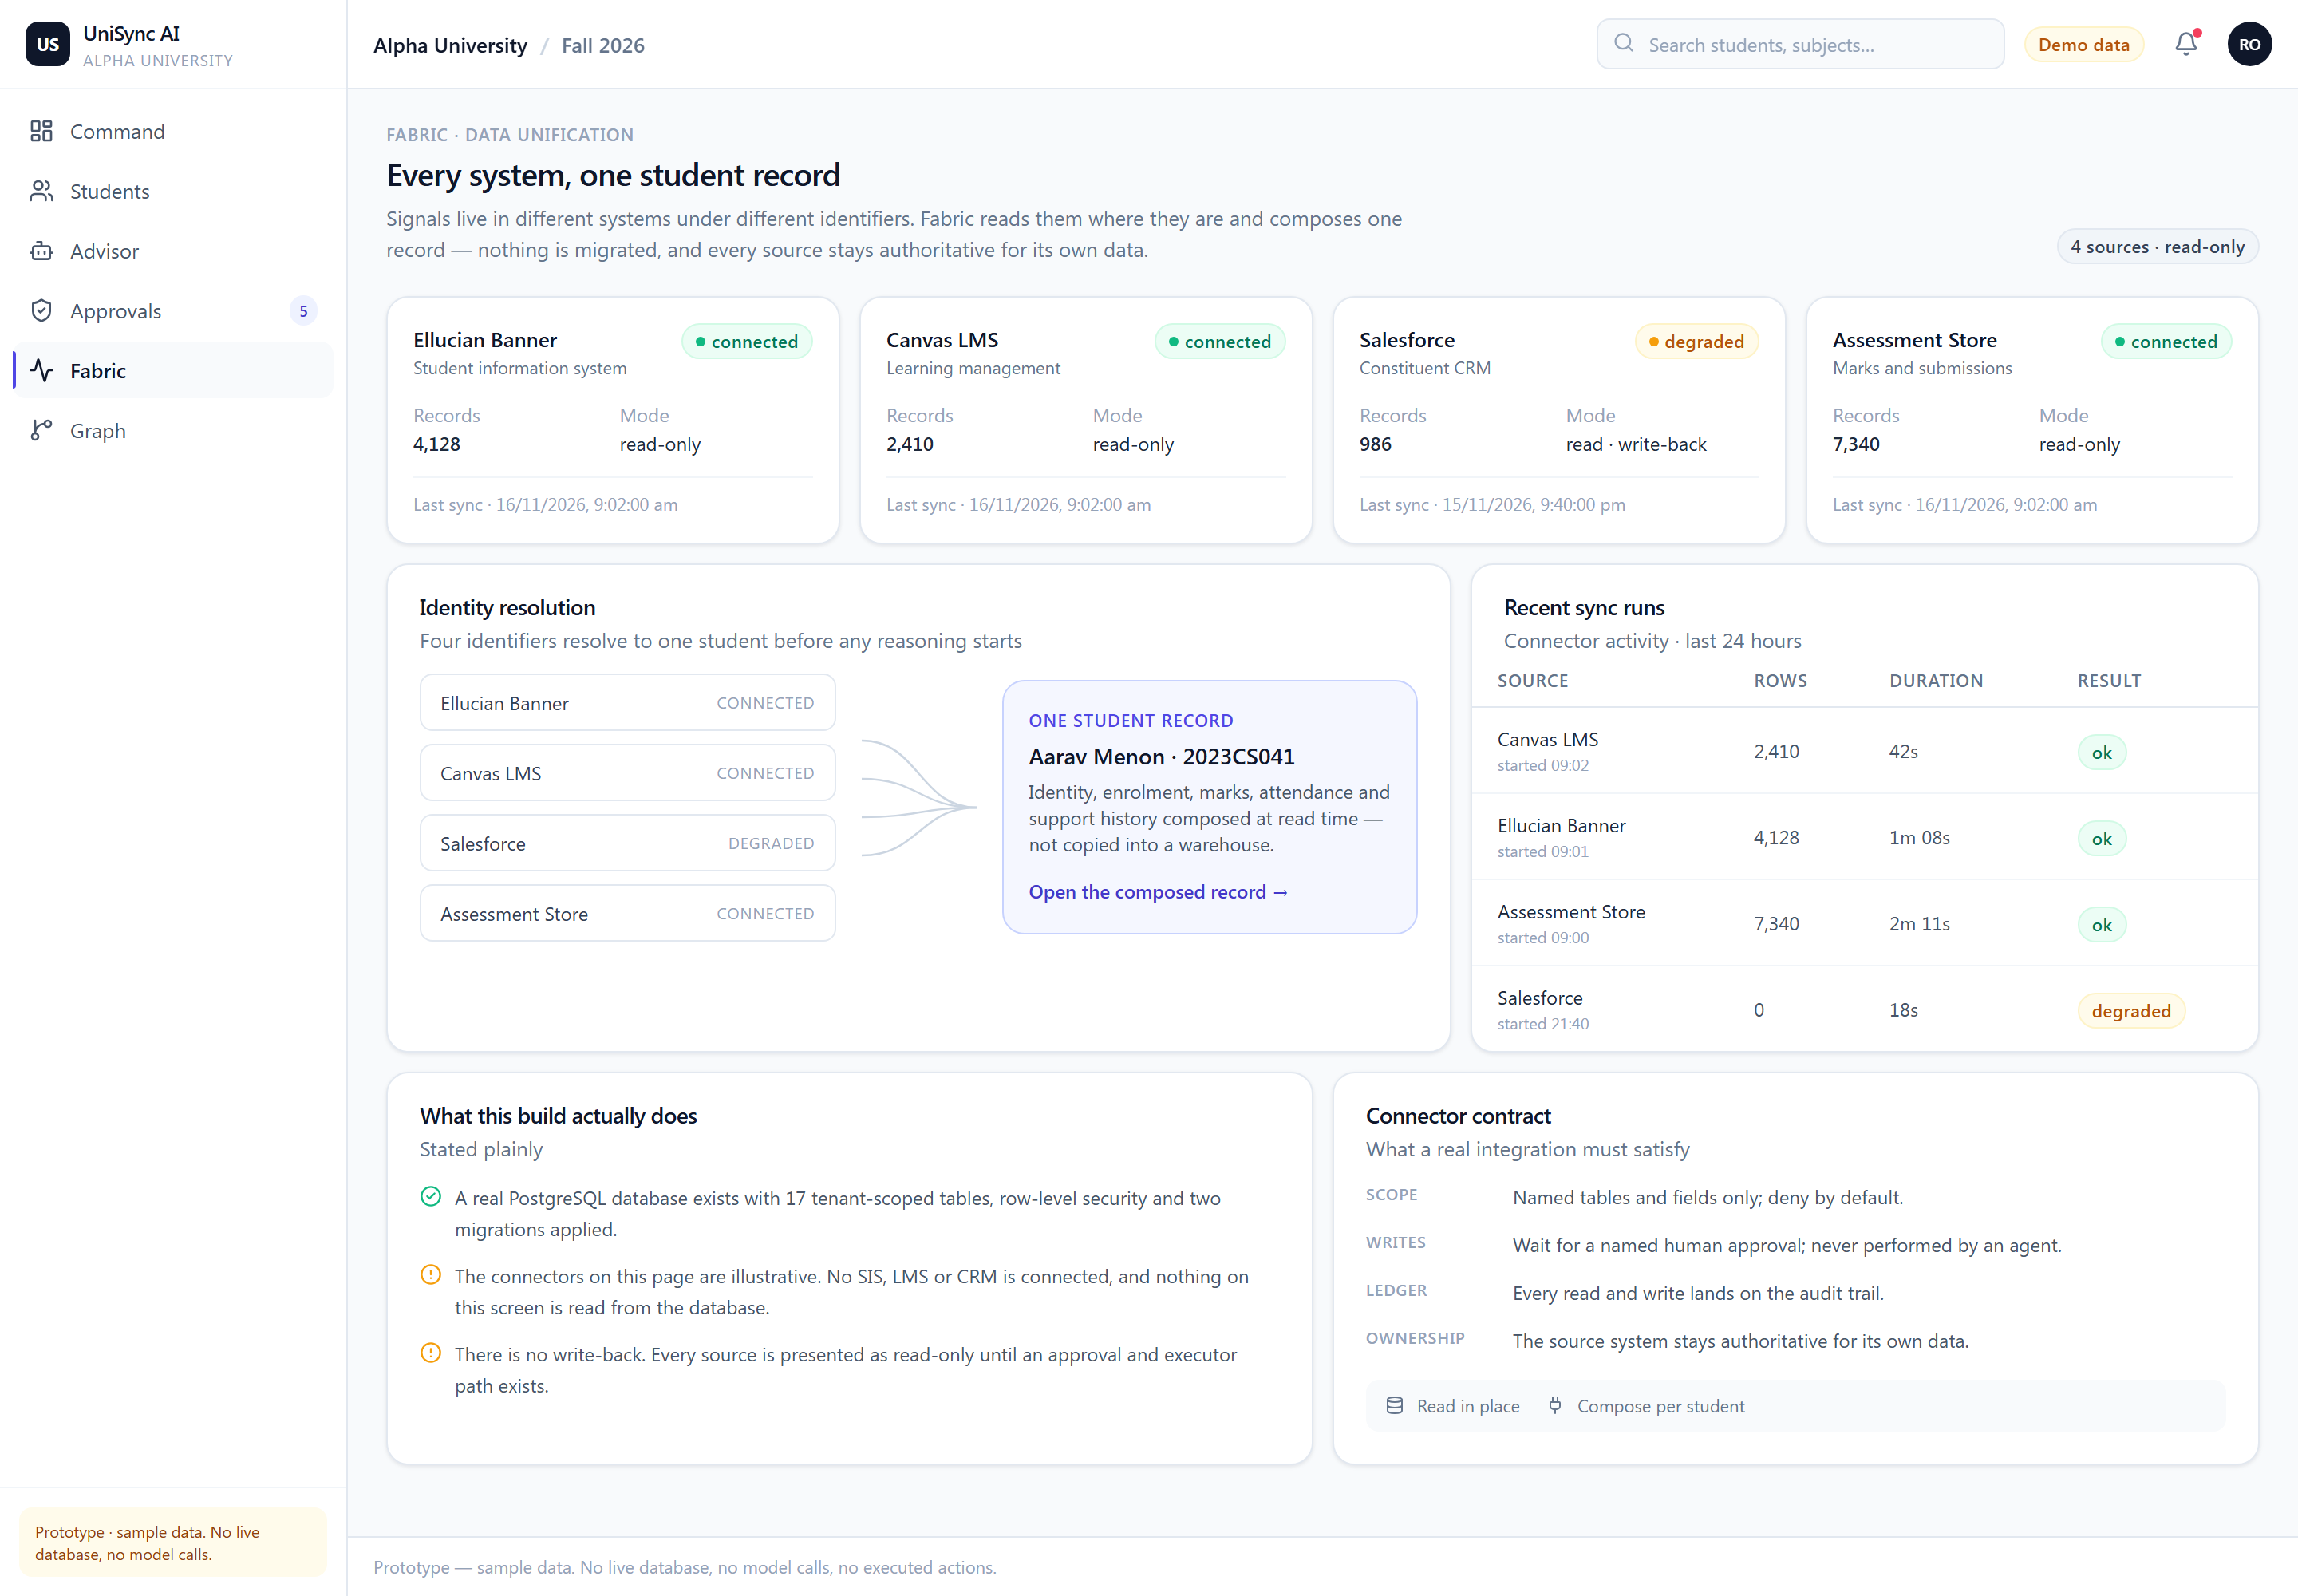 US
UniSync AI
ALPHA UNIVERSITY
Command
Students
Advisor
Approvals
5
Fabric
Graph
Prototype · sample data. No live
database, no model calls.
Alpha University / Fall 2026
Search students, subjects...
Demo data
RO
FABRIC · DATA UNIFICATION
Every system, one student record
Signals live in different systems under different identifiers. Fabric reads them where they are and composes one
record — nothing is migrated, and every source stays authoritative for its own data.
4 sources · read-only
Ellucian Banner
connected
Student information system
Records
Mode
4,128
read-only
Last sync · 16/11/2026, 9:02:00 am
Canvas LMS
connected
Learning management
Records
Mode
2,410
read-only
Last sync · 16/11/2026, 9:02:00 am
Salesforce
degraded
Constituent CRM
Records
Mode
986
read · write-back
Last sync · 15/11/2026, 9:40:00 pm
Assessment Store
connected
Marks and submissions
Records
Mode
7,340
read-only
Last sync · 16/11/2026, 9:02:00 am
Identity resolution
Four identifiers resolve to one student before any reasoning starts
Ellucian Banner CONNECTED
Canvas LMS CONNECTED
Salesforce DEGRADED
Assessment Store CONNECTED
ONE STUDENT RECORD
Aarav Menon · 2023CS041
Identity, enrolment, marks, attendance and
support history composed at read time —
not copied into a warehouse.
Open the composed record →
Recent sync runs
Connector activity · last 24 hours
SOURCE ROWS DURATION RESULT
Canvas LMS
started 09:02
2,410 42s ok
Ellucian Banner
started 09:01
4,128 1m 08s ok
Assessment Store
started 09:00
7,340 2m 11s ok
Salesforce
started 21:40
0 18s degraded
What this build actually does
Stated plainly
A real PostgreSQL database exists with 17 tenant-scoped tables, row-level security and two
migrations applied.
The connectors on this page are illustrative. No SIS, LMS or CRM is connected, and nothing on
this screen is read from the database.
There is no write-back. Every source is presented as read-only until an approval and executor
path exists.
Connector contract
What a real integration must satisfy
SCOPE Named tables and fields only; deny by default.
WRITES Wait for a named human approval; never performed by an agent.
LEDGER Every read and write lands on the audit trail.
OWNERSHIP The source system stays authoritative for its own data.
Read in place Compose per student
Prototype — sample data. No live database, no model calls, no executed actions.